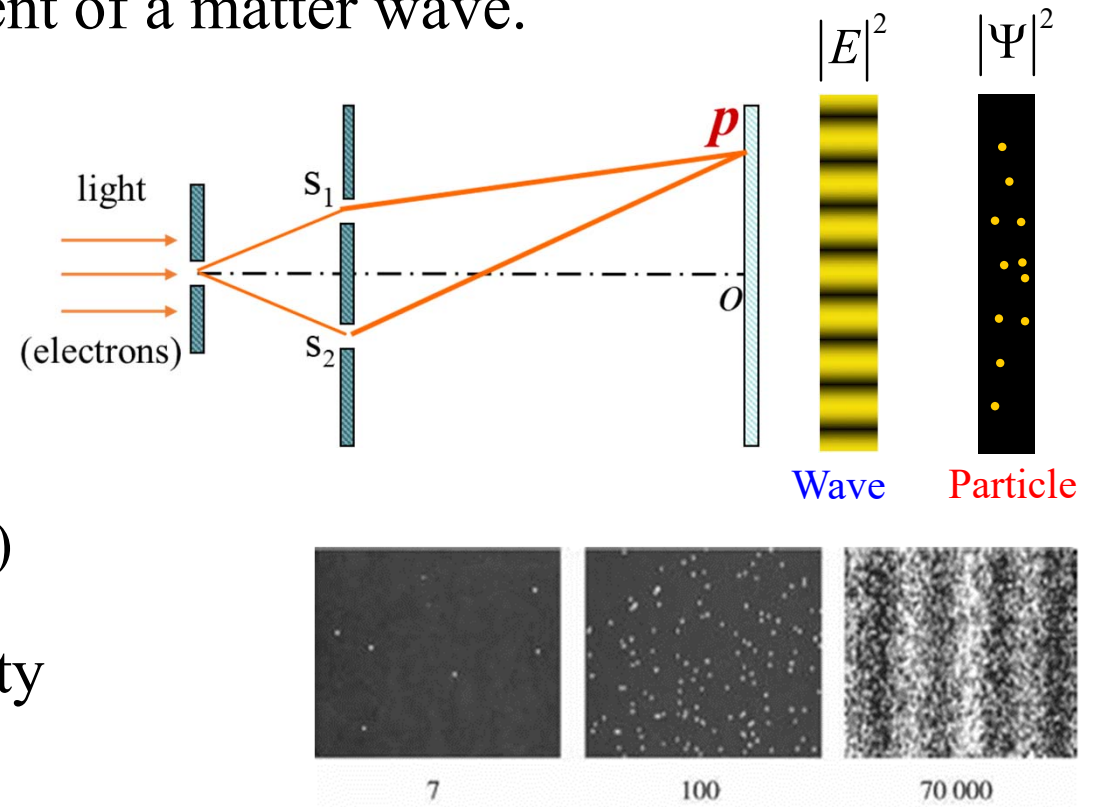 ent of a matter wave.
|E|²
|Ψ|²
p
light
S₁
O
(electrons)
S₂
Wave
Particle
)
ty
7
100
70 000